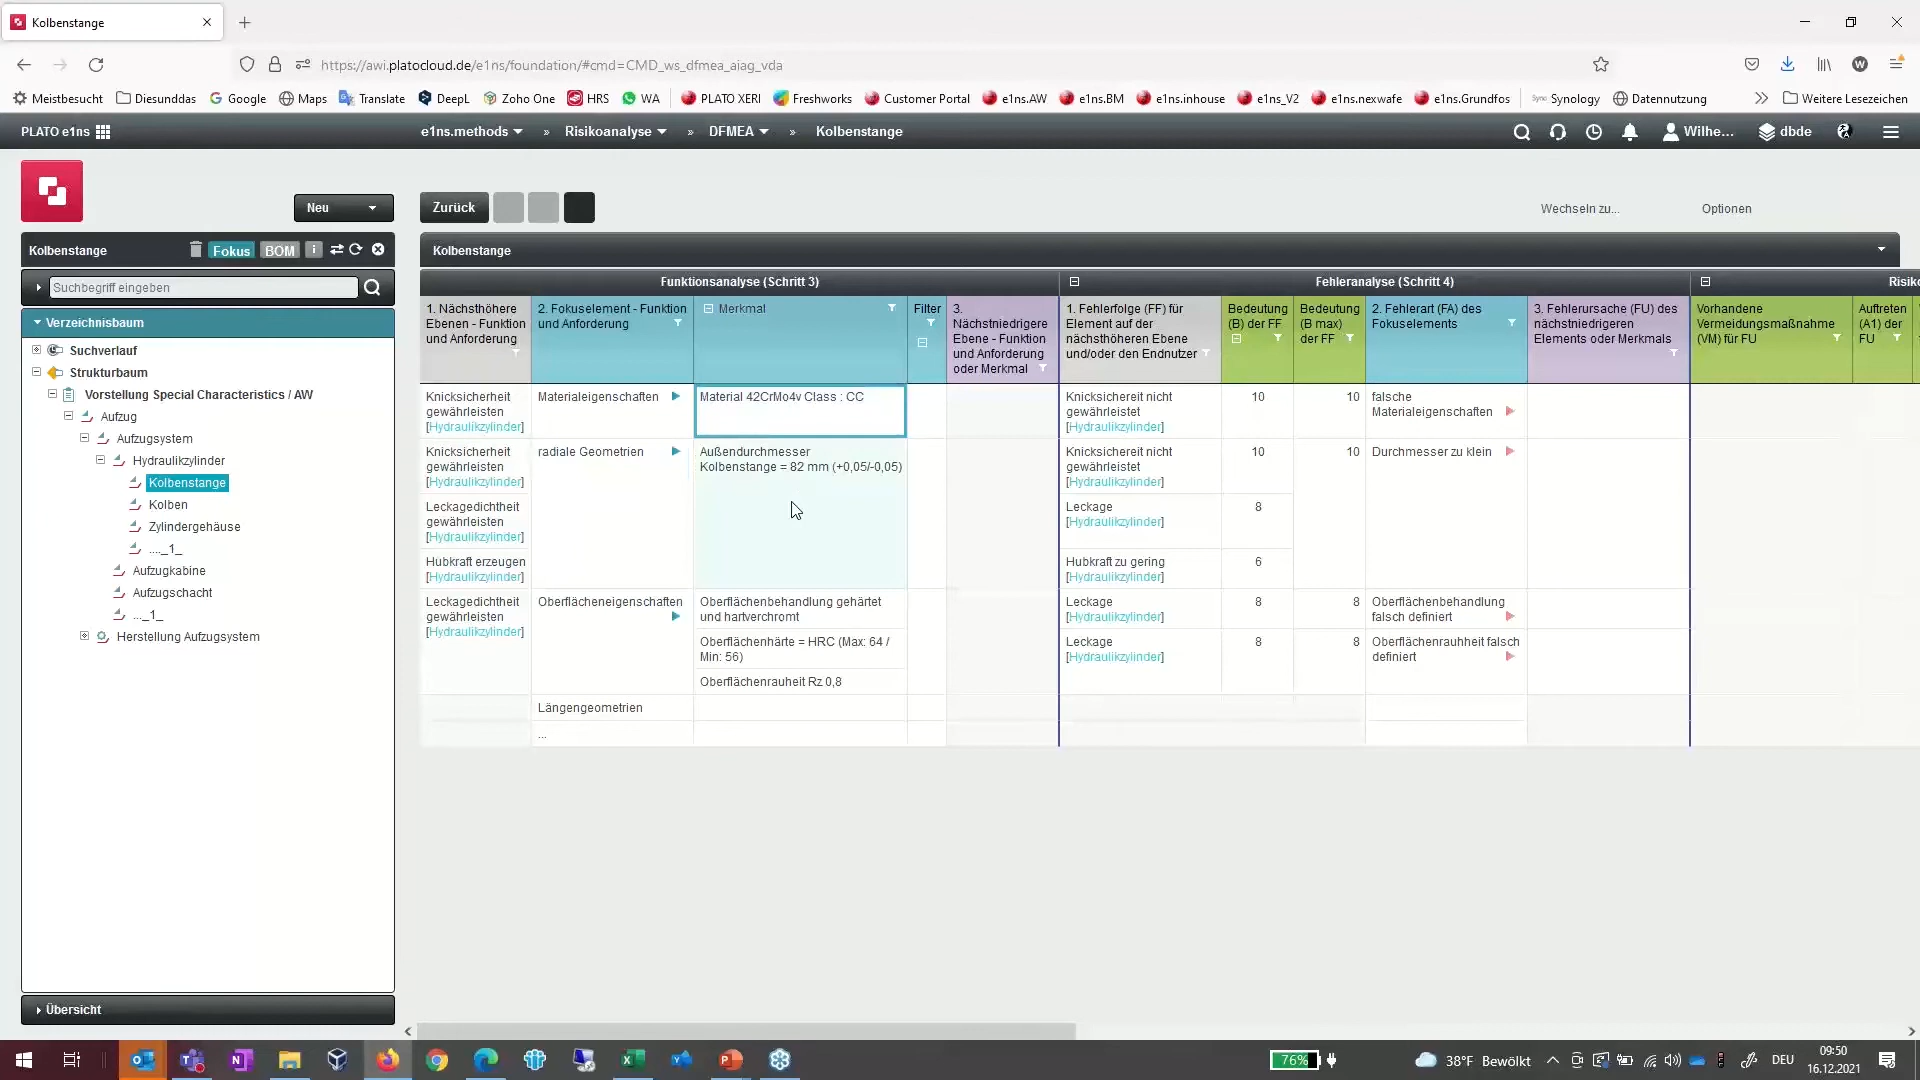 Kolbenstange
https://awi.platocloud.de/e1ns/foundation/#cmd=CMD_ws_dfmea_aiag_vda
W
Meistbesucht
Diesunddas
Google
Maps
Translate
DeepL
Zoho One
HRS
WA
PLATO XERI
Freshworks
Customer Portal
e1ns.AW
e1ns.BM
e1ns.inhouse
e1ns_V2
e1ns.nexwafe
e1ns.Grundfos
Sync Synology
Datennutzung
Weitere Lesezeichen
PLATO e1ns
e1ns.methods » Risikoanalyse » DFMEA » Kolbenstange
Wilhe...
dbde
Neu
Zurück
Wechseln zu...
Optionen
Kolbenstange
Fokus
BOM
i
Suchbegriff eingeben
Verzeichnisbaum
Suchverlauf
Strukturbaum
Vorstellung Special Characteristics / AW
Aufzug
Aufzugsystem
Hydraulikzylinder
Kolbenstange
Kolben
Zylindergehäuse
...._1_
Aufzugkabine
Aufzugschacht
..._1_
Herstellung Aufzugsystem
Übersicht
Kolbenstange
Funktionsanalyse (Schritt 3)
Fehleranalyse (Schritt 4)
Risiko
1. Nächsthöhere
Ebenen - Funktion
und Anforderung
2. Fokuselement - Funktion
und Anforderung
Merkmal
Filter
3.
Nächstniedrigere
Ebene - Funktion
und Anforderung
oder Merkmal
1. Fehlerfolge (FF) für
Element auf der
nächsthöheren Ebene
und/oder den Endnutzer
Bedeutung
(B) der FF
Bedeutung
(B max) der
der FF
2. Fehlerart (FA) des
Fokuselements
3. Fehlerursache (FU) des
nächstniedrigeren
Elements oder Merkmals
Vorhandene
Vermeidungsmaßnahme
(VM) für FU
Auftreten
(A1) der
FU
Knicksicherheit
gewährleisten
[Hydraulikzylinder]
Materialeigenschaften
Material 42CrMo4v Class : CC
Knicksichereit nicht
gewährleistet
[Hydraulikzylinder]
10
10
falsche
Materialeigenschaften
Knicksicherheit
gewährleisten
[Hydraulikzylinder]
radiale Geometrien
Außendurchmesser
Kolbenstange = 82 mm (+0,05/-0,05)
Knicksichereit nicht
gewährleistet
[Hydraulikzylinder]
10
10
Durchmesser zu klein
Leckagedichtheit
gewährleisten
[Hydraulikzylinder]
Leckage
[Hydraulikzylinder]
8
Hubkraft erzeugen
[Hydraulikzylinder]
Hubkraft zu gering
[Hydraulikzylinder]
6
Leckagedichtheit
gewährleisten
[Hydraulikzylinder]
Oberflächeneigenschaften
Oberflächenbehandlung gehärtet
und hartverchromt
Leckage
[Hydraulikzylinder]
8
8
Oberflächenbehandlung
falsch definiert
Oberflächenhärte = HRC (Max: 64 /
Min: 56)
Leckage
[Hydraulikzylinder]
8
8
Oberflächenrauhheit falsch
definiert
Oberflächenrauheit Rz 0,8
Längengeometrien
...
76%
38°F Bewölkt
DEU
09:50
16.12.2021